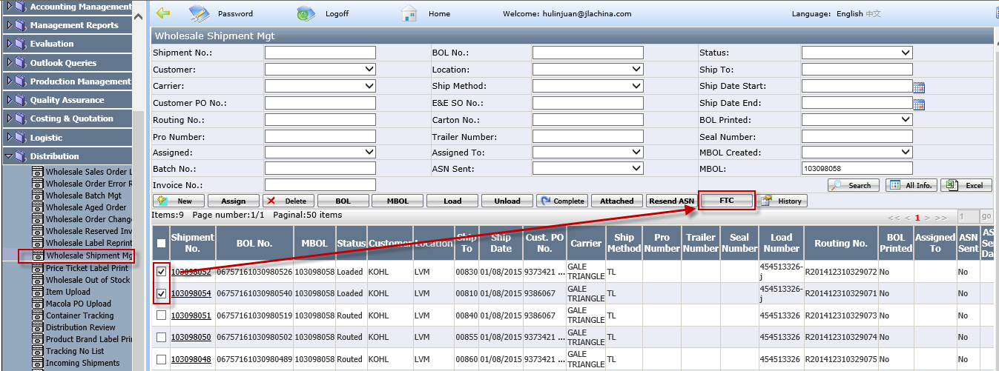 Accounting Management
Management Reports
Evaluation
Outlook Queries
Production Management
Quality Assurance
Costing & Quotation
Logistic
Distribution
Wholesale Sales Order L
Wholesale Order Error R
Wholesale Batch Mgt
Wholesale Aged Order
Wholesale Order Chang
Wholesale Reserved Inv
Wholesale Label Reprint
Wholesale Shipment Mg
Price Ticket Label Print
Wholesale Out of Stock
Item Upload
Macola PO Upload
Container Tracking
Distribution Review
Product Brand Label Pri
Tracking No List
Incoming Shipments
Password Logoff Home Welcome: hulinjuan@jlachina.com Language: English 中文
Wholesale Shipment Mgt
Shipment No.: BOL No.: Status:
Customer: Location: Ship To:
Carrier: Ship Method: Ship Date Start:
Customer PO No.: E&E SO No.: Ship Date End:
Routing No.: Carton No.: BOL Printed:
Pro Number: Trailer Number: Seal Number:
Assigned: Assigned To: MBOL Created:
Batch No.: ASN Sent: MBOL: 103098058
Invoice No.: Search All Info. Excel
New Assign Delete BOL MBOL Load Unload Complete Attached Resend ASN FTC History
Items:9 Page number:1/1 Paginal:50 items << < 1 > >> 1 go
Shipment No. BOL No. MBOL Status Customer Location Ship To Ship Date Cust. PO No. Carrier Ship Method Pro Number Trailer Number Seal Number Load Number Routing No. BOL Printed Assigned To ASN Sent AS Se Da
103098052 06757161030980526 103098058 Loaded KOHL LVM 00830 01/08/2015 9373421 ... GALE TRIANGLE TL 454513326-j R201412310329072 No No
103098054 06757161030980540 103098058 Loaded KOHL LVM 00810 01/08/2015 9386067 GALE TRIANGLE TL 454513326-j R201412310329071 No No
103098051 06757161030980519 103098058 Routed KOHL LVM 00840 01/08/2015 9386067 GALE TRIANGLE TL 454513326 R201412310329073 No No
103098050 06757161030980502 103098058 Routed KOHL LVM 00855 01/08/2015 9373421 ... GALE TRIANGLE TL 454513326 R201412310329074 No No
103098048 06757161030980489 103098058 Routed KOHL LVM 00860 01/08/2015 9373421 ... GALE TRIANGLE TL 454513326 R201412310329075 No No